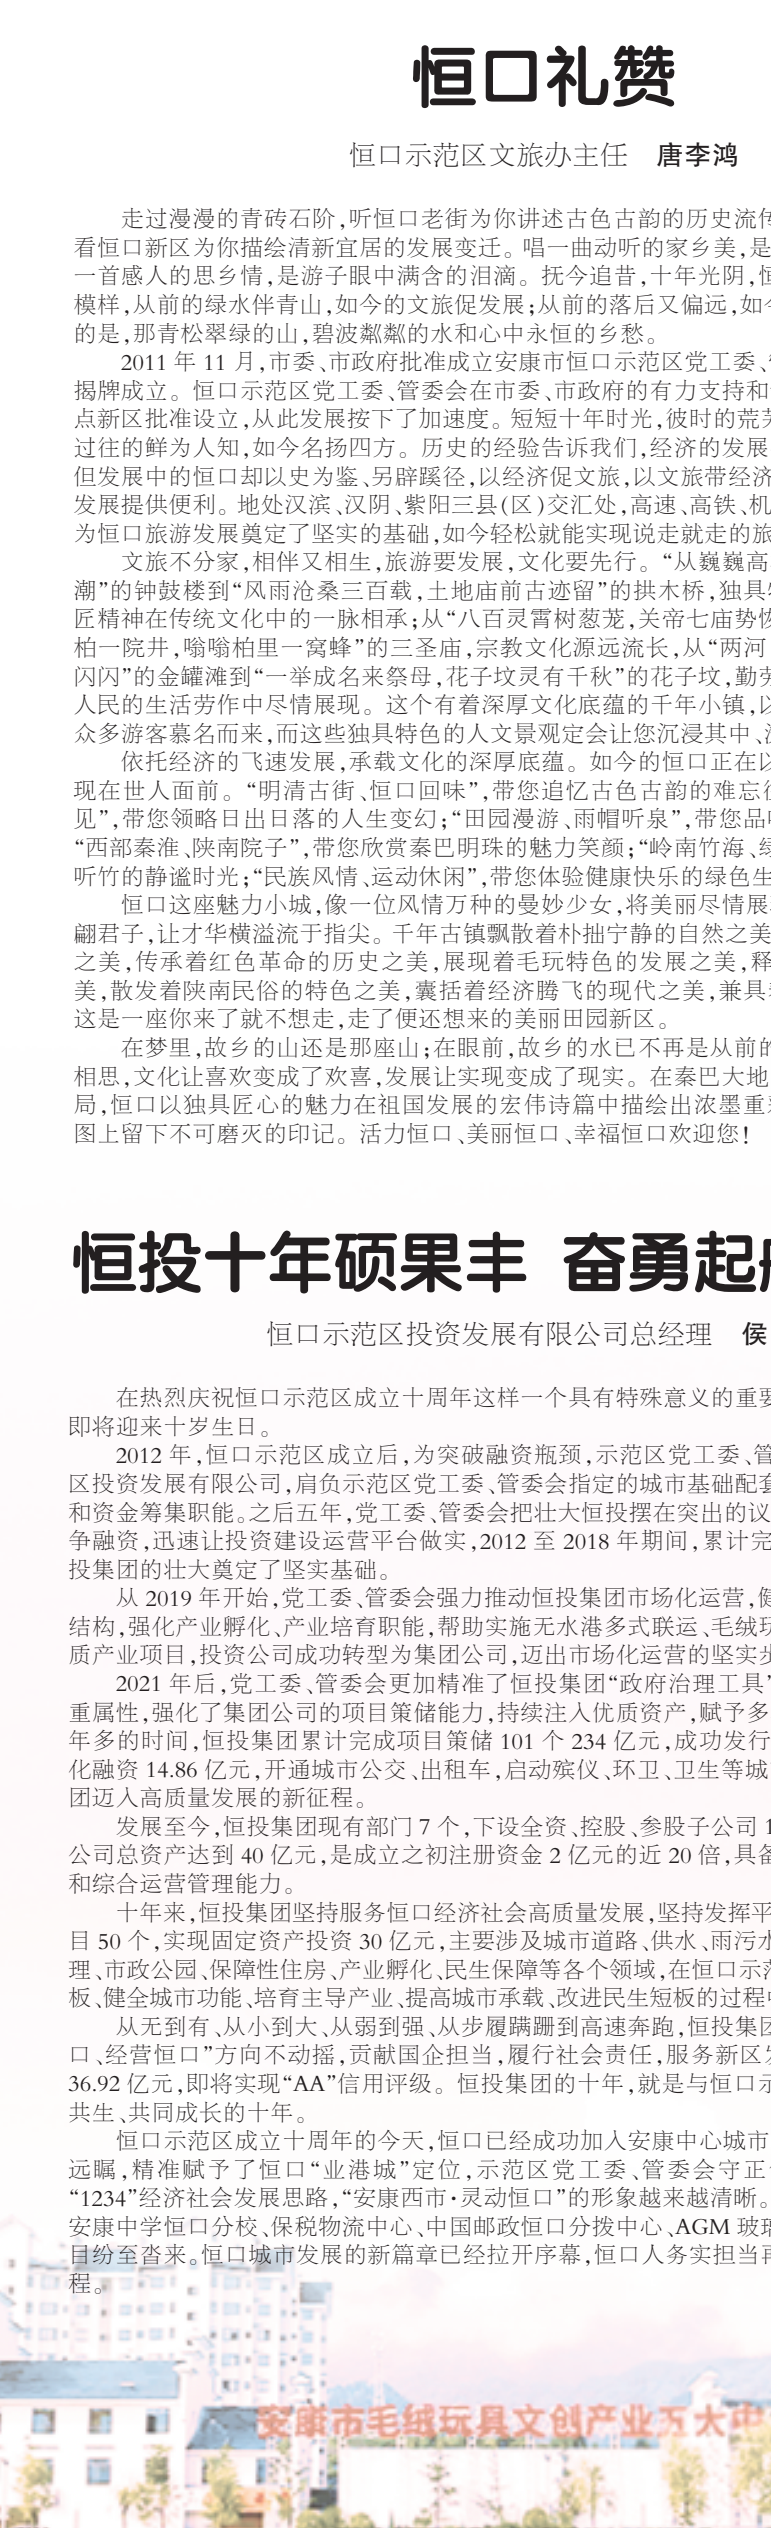 恒口礼赞
恒口示范区文旅办主任 唐李鸿
走过漫漫的青砖石阶,听恒口老街为你讲述古色古韵的历史流传
看恒口新区为你描绘清新宜居的发展变迁。唱一曲动听的家乡美,是
一首感人的思乡情,是游子眼中满含的泪滴。抚今追昔,十年光阴,恒
模样,从前的绿水伴青山,如今的文旅促发展;从前的落后又偏远,如今
的是,那青松翠绿的山,碧波粼粼的水和心中永恒的乡愁。
2011 年 11 月,市委、市政府批准成立安康市恒口示范区党工委、
揭牌成立。恒口示范区党工委、管委会在市委、市政府的有力支持和
点新区批准设立,从此发展按下了加速度。短短十年时光,彼时的荒芜
过往的鲜为人知,如今名扬四方。历史的经验告诉我们,经济的发展
但发展中的恒口却以史为鉴、另辟蹊径,以经济促文旅,以文旅带经济
发展提供便利。地处汉滨、汉阴、紫阳三县(区)交汇处,高速、高铁、机
为恒口旅游发展奠定了坚实的基础,如今轻松就能实现说走就走的旅
文旅不分家,相伴又相生,旅游要发展,文化要先行。“从巍巍高
潮”的钟鼓楼到“风雨沧桑三百载,土地庙前古迹留”的拱木桥,独具
匠精神在传统文化中的一脉相承;从“八百灵霄树葱茏,关帝七庙势恢
柏一院井,嗡嗡柏里一窝蜂”的三圣庙,宗教文化源远流长,从“两河
闪闪”的金罐滩到“一举成名来祭母,花子坟灵有千秋”的花子坟,勤劳
人民的生活劳作中尽情展现。这个有着深厚文化底蕴的千年小镇,以
众多游客慕名而来,而这些独具特色的人文景观定会让您沉浸其中、
依托经济的飞速发展,承载文化的深厚底蕴。如今的恒口正在以
现在世人面前。“明清古街、恒口回味”,带您追忆古色古韵的难忘
见”,带您领略日出日落的人生变幻;“田园漫游、雨帽听泉”,带您品
“西部秦淮、陕南院子”,带您欣赏秦巴明珠的魅力笑颜;“岭南竹海、绿
听竹的静谧时光;“民族风情、运动休闲”,带您体验健康快乐的绿色生
恒口这座魅力小城,像一位风情万种的曼妙少女,将美丽尽情展
翩君子,让才华横溢流于指尖。千年古镇飘散着朴拙宁静的自然之美
之美,传承着红色革命的历史之美,展现着毛玩特色的发展之美,释
美,散发着陕南民俗的特色之美,囊括着经济腾飞的现代之美,兼具
这是一座你来了就不想走,走了便还想来的美丽田园新区。
在梦里,故乡的山还是那座山;在眼前,故乡的水已不再是从前的
相思,文化让喜欢变成了欢喜,发展让实现变成了现实。在秦巴大地
局,恒口以独具匠心的魅力在祖国发展的宏伟诗篇中描绘出浓墨重彩
图上留下不可磨灭的印记。活力恒口、美丽恒口、幸福恒口欢迎您!
恒投十年硕果丰 奋勇起
恒口示范区投资发展有限公司总经理 侯
在热烈庆祝恒口示范区成立十周年这样一个具有特殊意义的重要
即将迎来十岁生日。
2012 年,恒口示范区成立后,为突破融资瓶颈,示范区党工委、管
区投资发展有限公司,肩负示范区党工委、管委会指定的城市基础配套
和资金筹集职能。之后五年,党工委、管委会把壮大恒投摆在突出的议
争融资,迅速让投资建设运营平台做实,2012 至 2018 年期间,累计完
投集团的壮大奠定了坚实基础。
从 2019 年开始,党工委、管委会强力推动恒投集团市场化运营,健
结构,强化产业孵化、产业培育职能,帮助实施无水港多式联运、毛绒玩
质产业项目,投资公司成功转型为集团公司,迈出市场化运营的坚实步
2021 年后,党工委、管委会更加精准了恒投集团“政府治理工具”
重属性,强化了集团公司的项目策储能力,持续注入优质资产,赋予多
年多的时间,恒投集团累计完成项目策储 101 个 234 亿元,成功发行
化融资 14.86 亿元,开通城市公交、出租车,启动殡仪、环卫、卫生等城
团迈入高质量发展的新征程。
发展至今,恒投集团现有部门 7 个,下设全资、控股、参股子公司 1
公司总资产达到 40 亿元,是成立之初注册资金 2 亿元的近 20 倍,具备
和综合运营管理能力。
十年来,恒投集团坚持服务恒口经济社会高质量发展,坚持发挥平
目 50 个,实现固定资产投资 30 亿元,主要涉及城市道路、供水、雨污水
理、市政公园、保障性住房、产业孵化、民生保障等各个领域,在恒口示范
板、健全城市功能、培育主导产业、提高城市承载、改进民生短板的过程中
从无到有、从小到大、从弱到强、从步履蹒跚到高速奔跑,恒投集团
口、经营恒口”方向不动摇,贡献国企担当,履行社会责任,服务新区发
36.92 亿元,即将实现“AA”信用评级。恒投集团的十年,就是与恒口示
共生、共同成长的十年。
恒口示范区成立十周年的今天,恒口已经成功加入安康中心城市
远瞩,精准赋予了恒口“业港城”定位,示范区党工委、管委会守正
“1234”经济社会发展思路,“安康西市·灵动恒口”的形象越来越清晰。
安康中学恒口分校、保税物流中心、中国邮政恒口分拨中心、AGM 玻璃
目纷至沓来。恒口城市发展的新篇章已经拉开序幕,恒口人务实担当再
程。
安康市毛绒玩具文创产业五大中